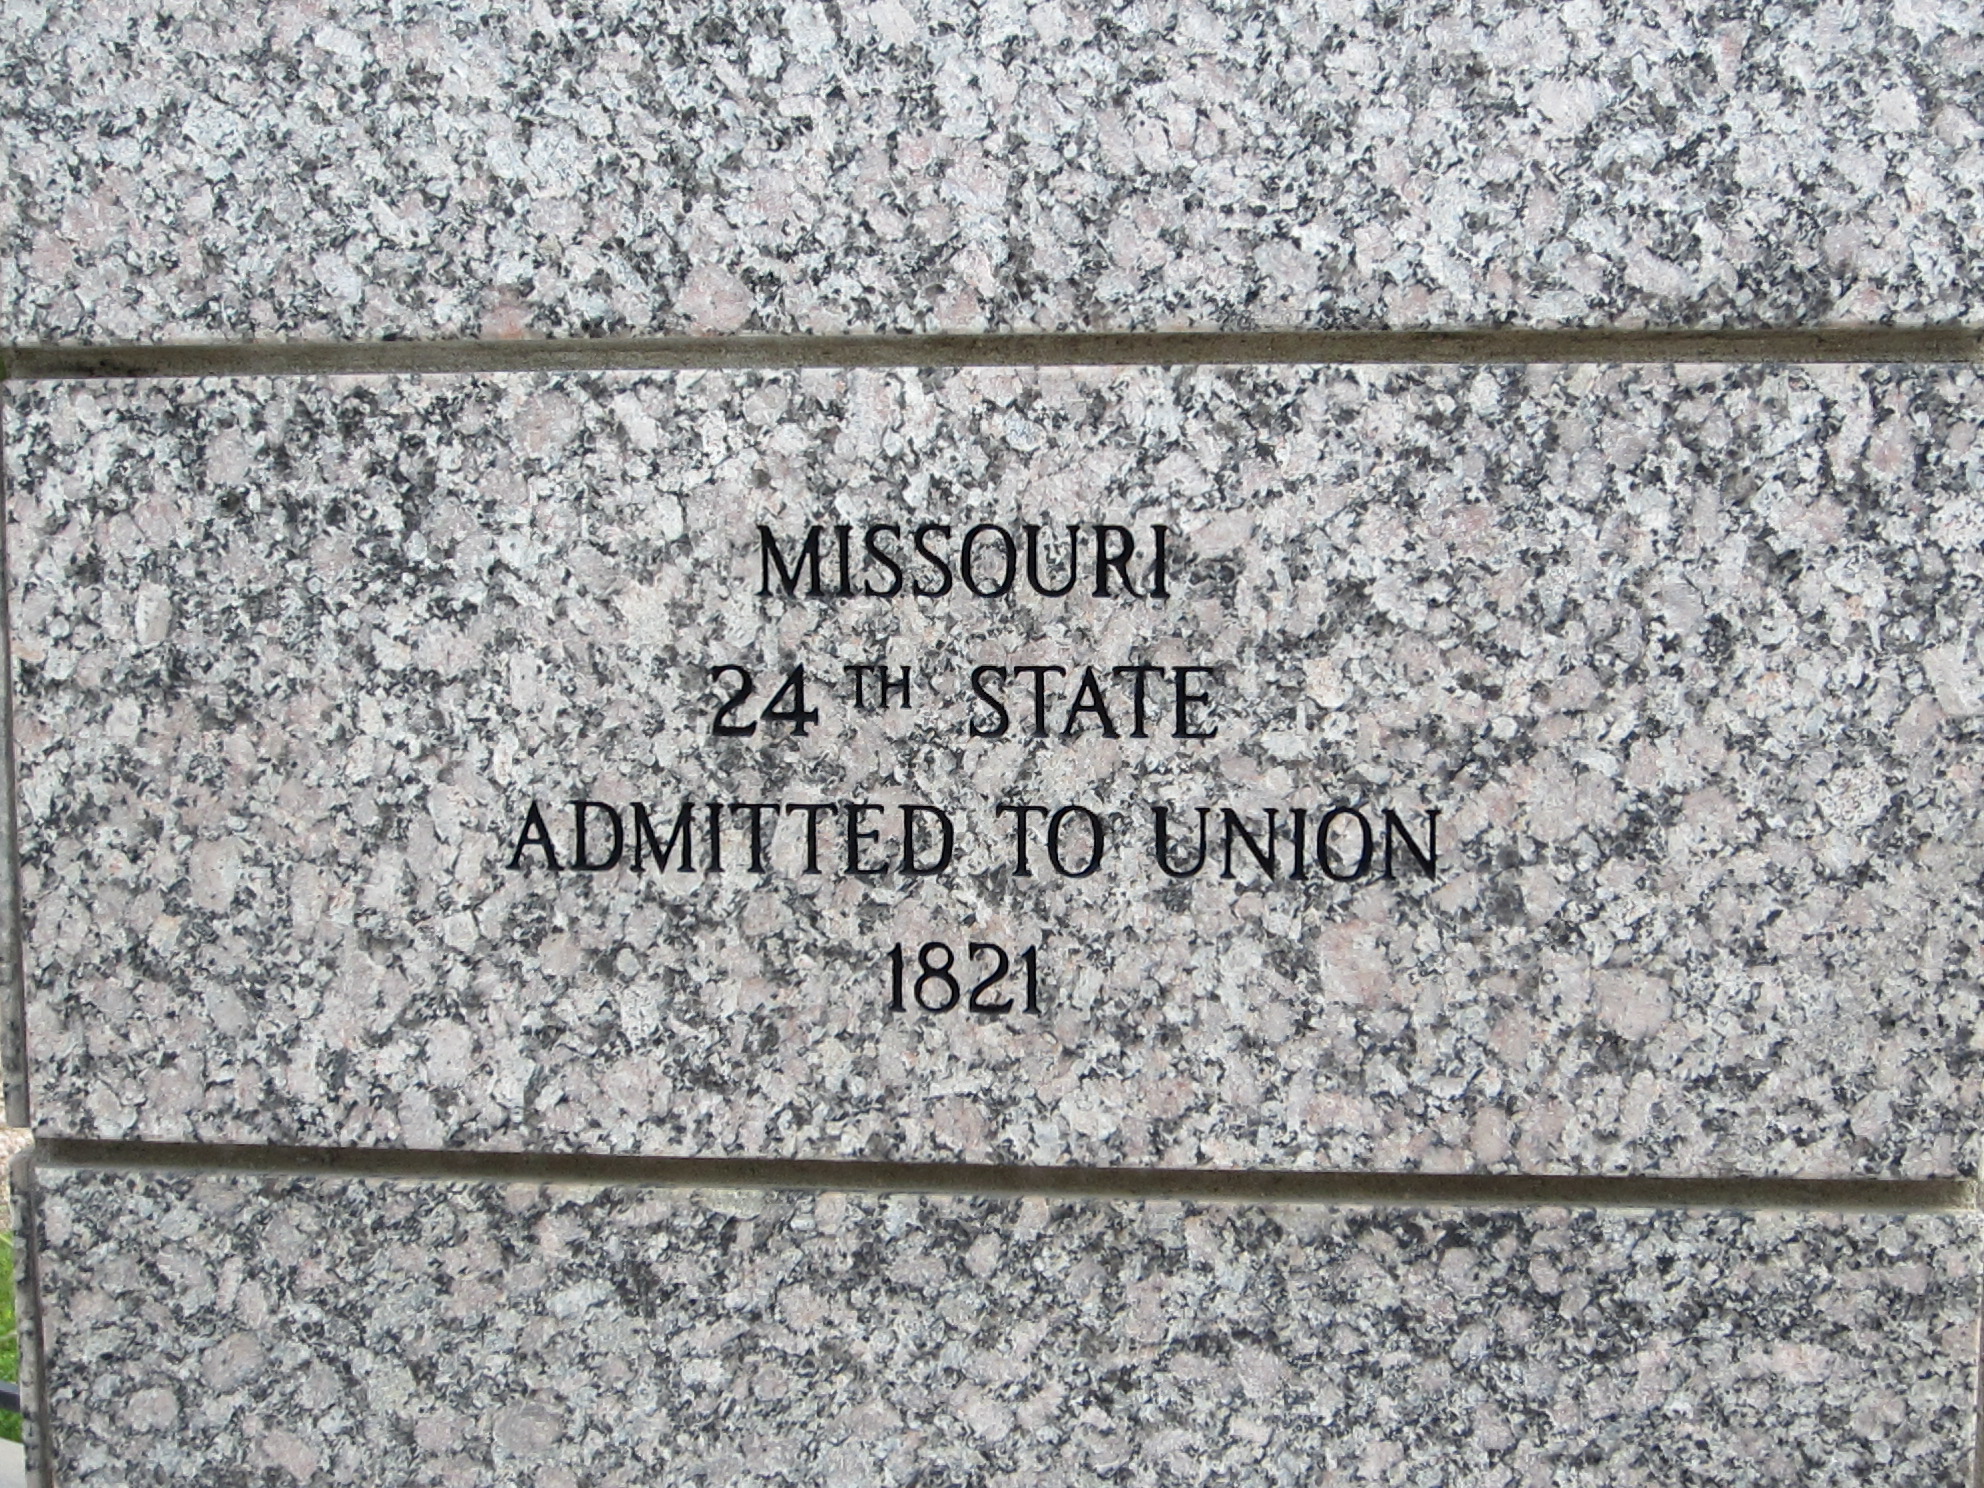 MISSOURI
24TH STATE
ADMITTED TO UNION
1821